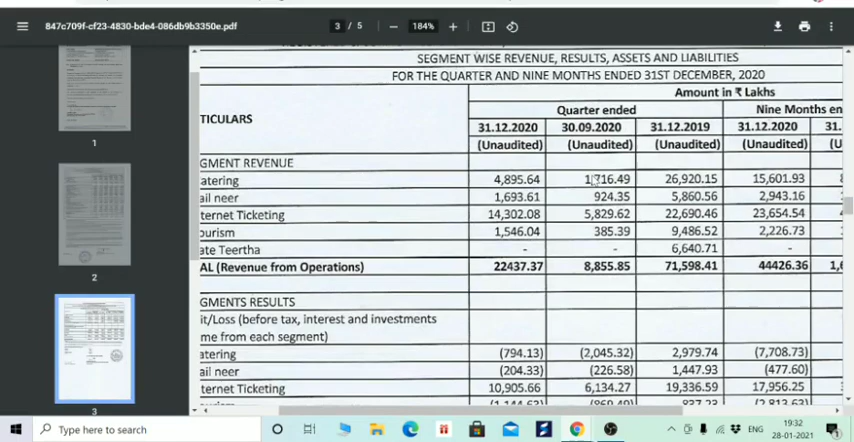 847c709f-cf23-4830-bde4-086db9b3350e.pdf 3 / 5 184%
SEGMENT WISE REVENUE, RESULTS, ASSETS AND LIABILITIES
FOR THE QUARTER AND NINE MONTHS ENDED 31ST DECEMBER, 2020
Amount in ₹ Lakhs
TICULARS Quarter ended Nine Months en
31.12.2020 30.09.2020 31.12.2019 31.12.2020 31.
(Unaudited) (Unaudited) (Unaudited) (Unaudited) (U
GMENT REVENUE
atering 4,895.64 1,716.49 26,920.15 15,601.93
ail neer 1,693.61 924.35 5,860.56 2,943.16
ternet Ticketing 14,302.08 5,829.62 22,690.46 23,654.54
ourism 1,546.04 385.39 9,486.52 2,226.73
ate Teertha - - 6,640.71 -
AL (Revenue from Operations) 22437.37 8,855.85 71,598.41 44426.36 1,6
GMENTS RESULTS
it/Loss (before tax, interest and investments
me from each segment)
atering (794.13) (2,045.32) 2,979.74 (7,708.73)
ail neer (204.33) (226.58) 1,447.93 (477.60)
ternet Ticketing 10,905.66 6,134.27 19,336.59 17,956.25
1
2
3
Type here to search
ENG
19:32
28-01-2021